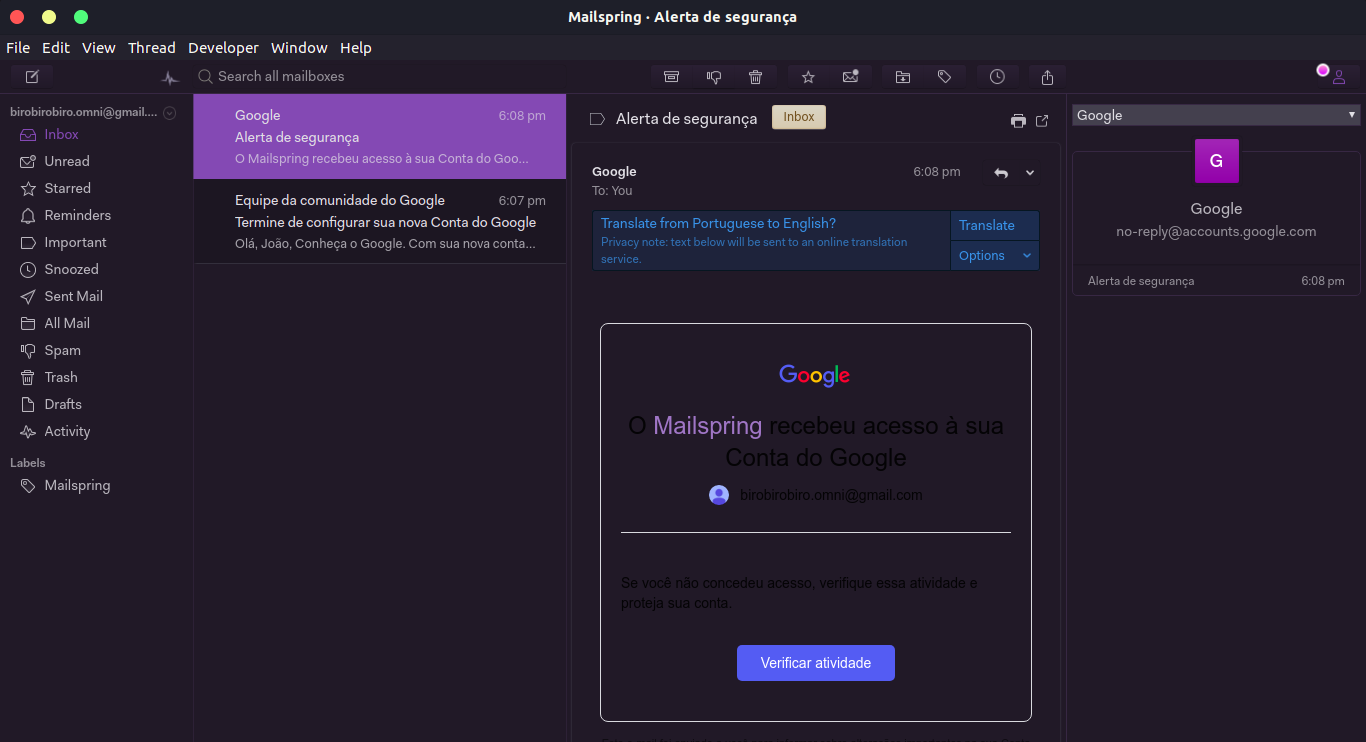 Mailspring · Alerta de segurança
File Edit View Thread Developer Window Help
Search all mailboxes
birobirobiro.omni@gmail....
Inbox
Unread
Starred
Reminders
Important
Snoozed
Sent Mail
All Mail
Spam
Trash
Drafts
Activity
Labels
Mailspring
Google 6:08 pm
Alerta de segurança
O Mailspring recebeu acesso à sua Conta do Goo...
Equipe da comunidade do Google 6:07 pm
Termine de configurar sua nova Conta do Google
Olá, João, Conheça o Google. Com sua nova conta...
Alerta de segurança Inbox
Google 6:08 pm
To: You
Translate from Portuguese to English?
Privacy note: text below will be sent to an online translation
service.
Translate
Options
Google
O Mailspring recebeu acesso à sua
Conta do Google
birobirobiro.omni@gmail.com
Se você não concedeu acesso, verifique essa atividade e
proteja sua conta.
Verificar atividade
Google
G
Google
no-reply@accounts.google.com
Alerta de segurança 6:08 pm